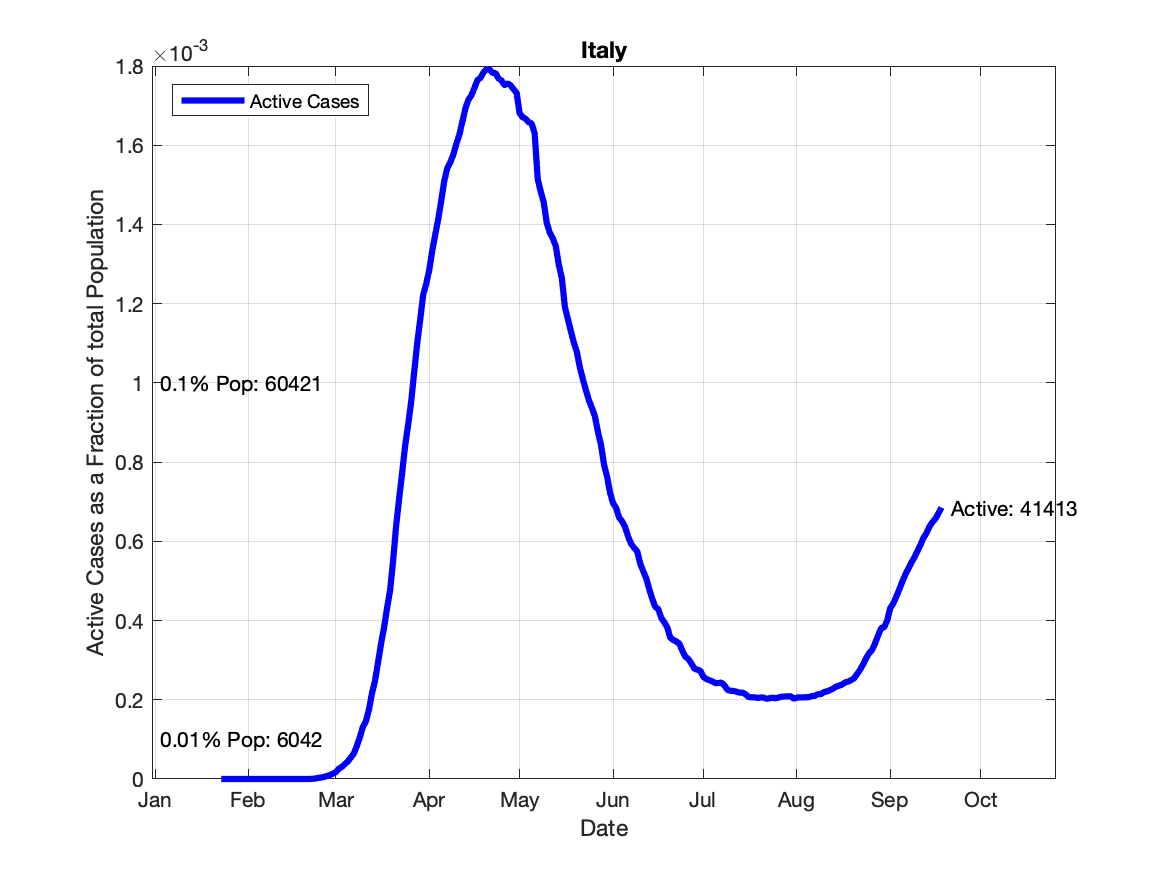 Italy
×10⁻³
Active Cases
1.8
1.6
1.4
1.2
1
0.8
0.6
0.4
0.2
0
Active Cases as a Fraction of total Population
0.1% Pop: 60421
0.01% Pop: 6042
Active: 41413
Jan Feb Mar Apr May Jun Jul Aug Sep Oct
Date